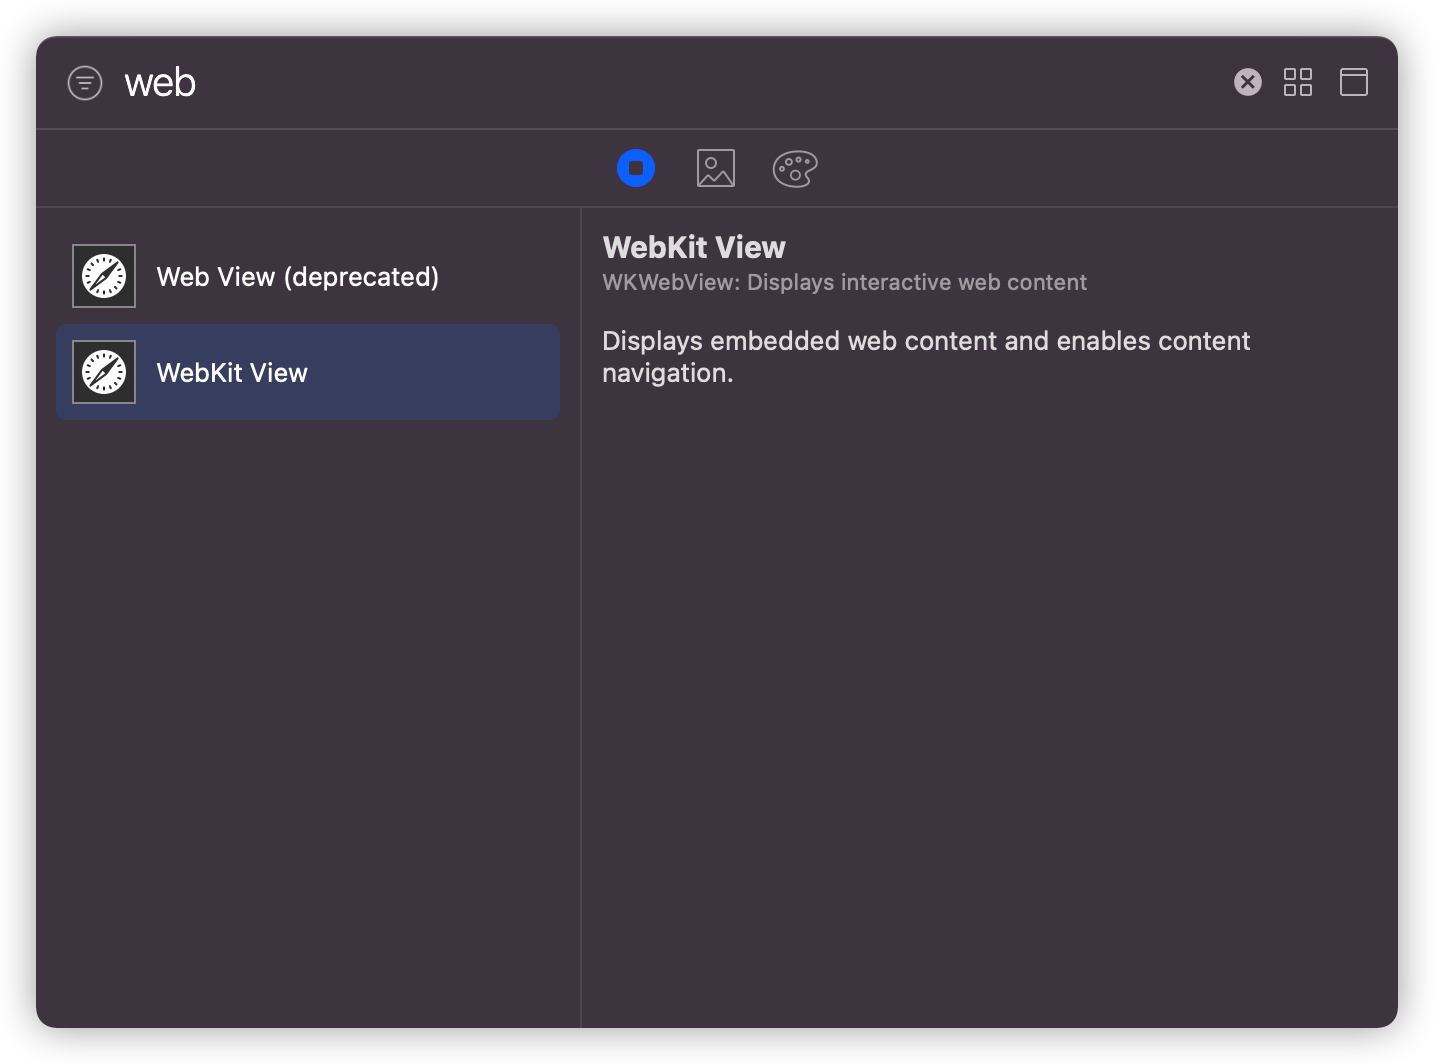 web
Web View (deprecated)
WebKit View
WebKit View
WKWebView: Displays interactive web content
Displays embedded web content and enables content
navigation.